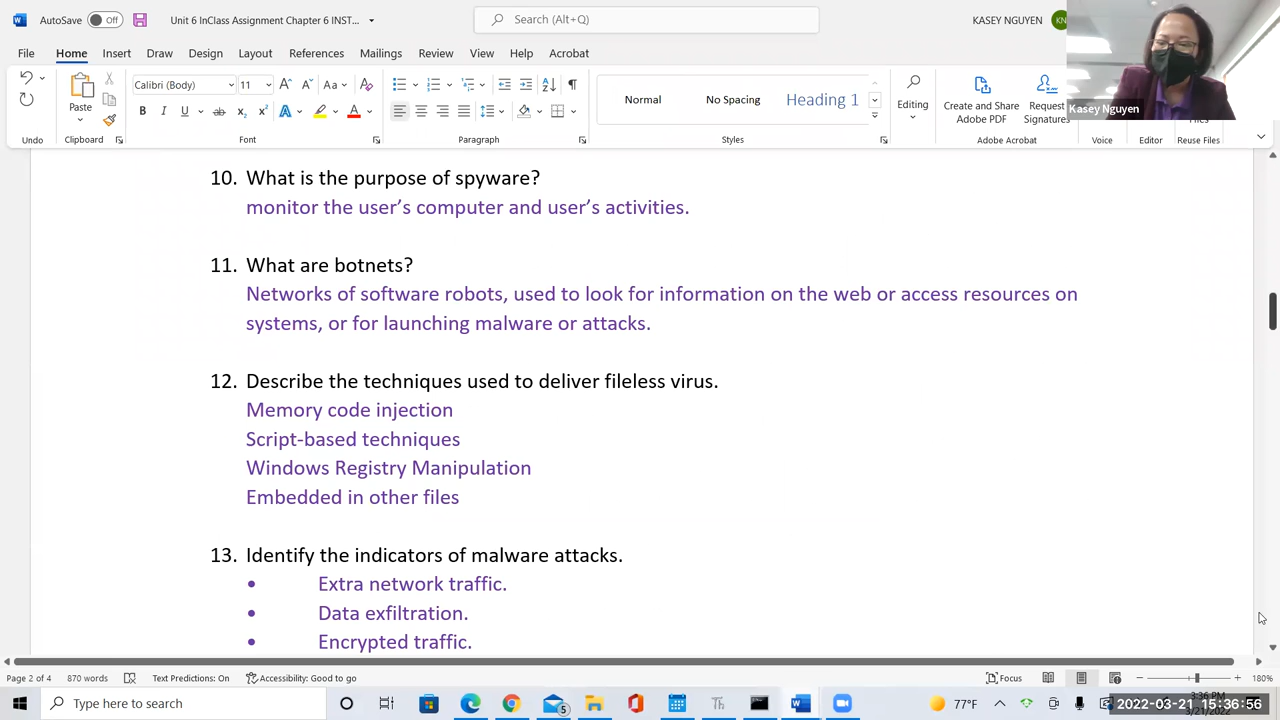 AutoSave Off Unit 6 InClass Assignment Chapter 6 INST... Search (Alt+Q) KASEY NGUYEN KN
File Home Insert Draw Design Layout References Mailings Review View Help Acrobat
Calibri (Body) 11 Aa
Paste
Normal No Spacing Heading 1
Editing
Create and Share Adobe PDF
Request Signatures
Kasey Nguyen
Undo Clipboard Font Paragraph Styles Adobe Acrobat Voice Editor Reuse Files
10. What is the purpose of spyware?
monitor the user’s computer and user’s activities.
11. What are botnets?
Networks of software robots, used to look for information on the web or access resources on
systems, or for launching malware or attacks.
12. Describe the techniques used to deliver fileless virus.
Memory code injection
Script-based techniques
Windows Registry Manipulation
Embedded in other files
13. Identify the indicators of malware attacks.
• Extra network traffic.
• Data exfiltration.
• Encrypted traffic.
Page 2 of 4 870 words Text Predictions: On Accessibility: Good to go Focus 180%
Type here to search 5 77°F 3:36 PM
2022-03-21 15:36:56